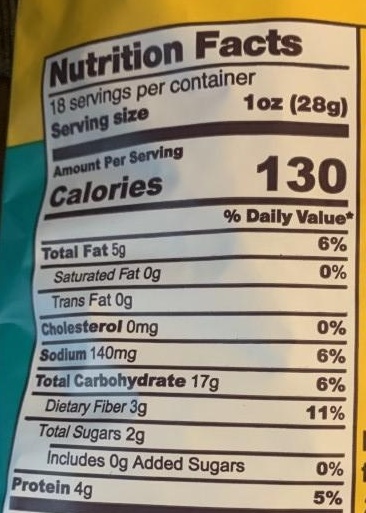 Nutrition Facts
18 servings per container
Serving size 1oz (28g)
Amount Per Serving
Calories 130
% Daily Value*
Total Fat 5g 6%
Saturated Fat 0g 0%
Trans Fat 0g
Cholesterol 0mg 0%
Sodium 140mg 6%
Total Carbohydrate 17g 6%
Dietary Fiber 3g 11%
Total Sugars 2g
Includes 0g Added Sugars 0%
Protein 4g 5%